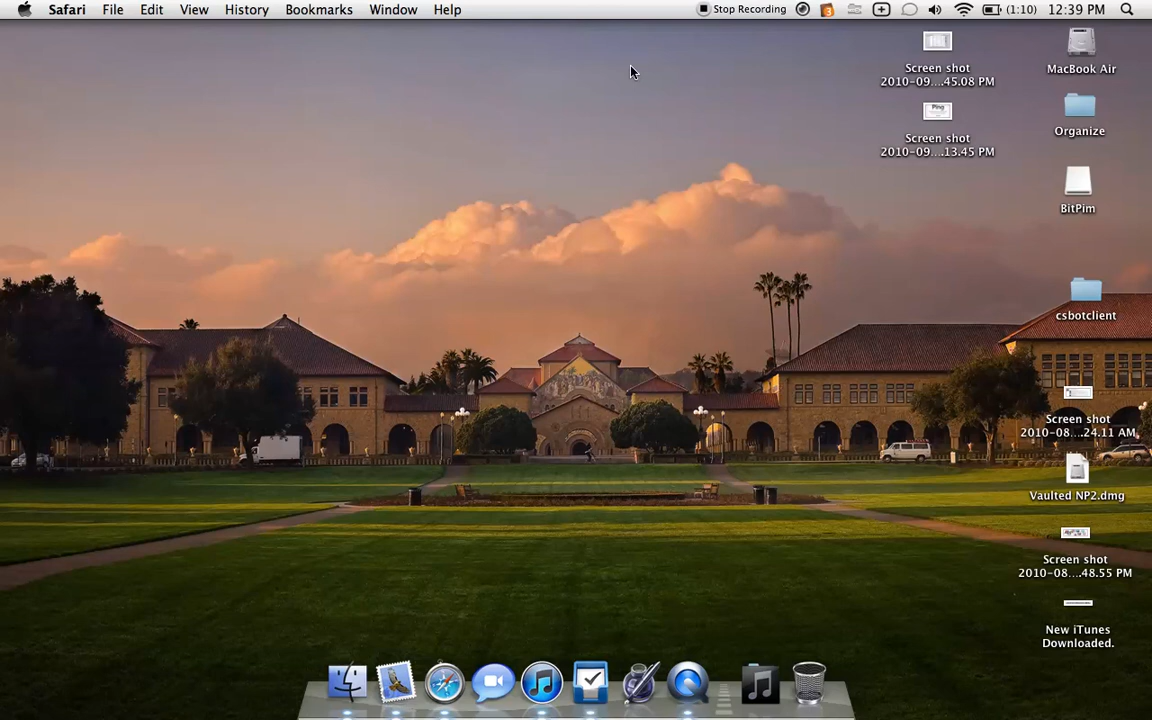 Safari File Edit View History Bookmarks Window Help Stop Recording 3 (1:10) 12:39 PM
Screen shot
2010-09....45.08 PM
MacBook Air
Ping
Screen shot
2010-09....13.45 PM
Organize
BitPim
csbotclient
Screen shot
2010-08....24.11 AM
Vaulted NP2.dmg
Screen shot
2010-08....48.55 PM
New iTunes
Downloaded.